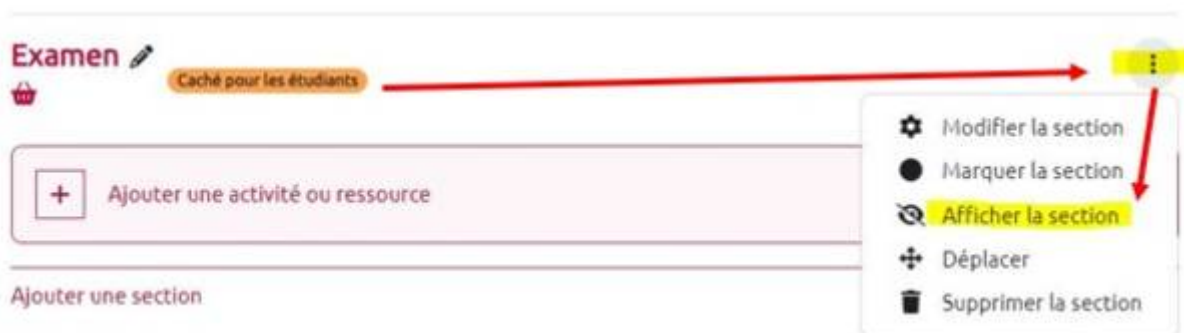 Examen
Caché pour les étudiants
Modifier la section
Marquer la section
Afficher la section
Déplacer
Supprimer la section
Ajouter une activité ou ressource
Ajouter une section